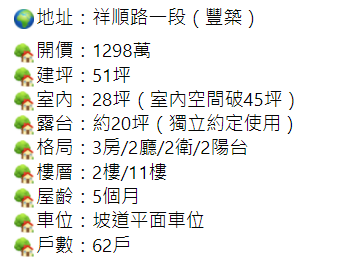 地址：祥順路一段（豐築）
開價：1298萬
建坪：51坪
室內：28坪（室內空間破45坪）
露台：約20坪（獨立約定使用）
格局：3房/2廳/2衛/2陽台
樓層：2樓/11樓
屋齡：5個月
車位：坡道平面車位
戶數：62戶